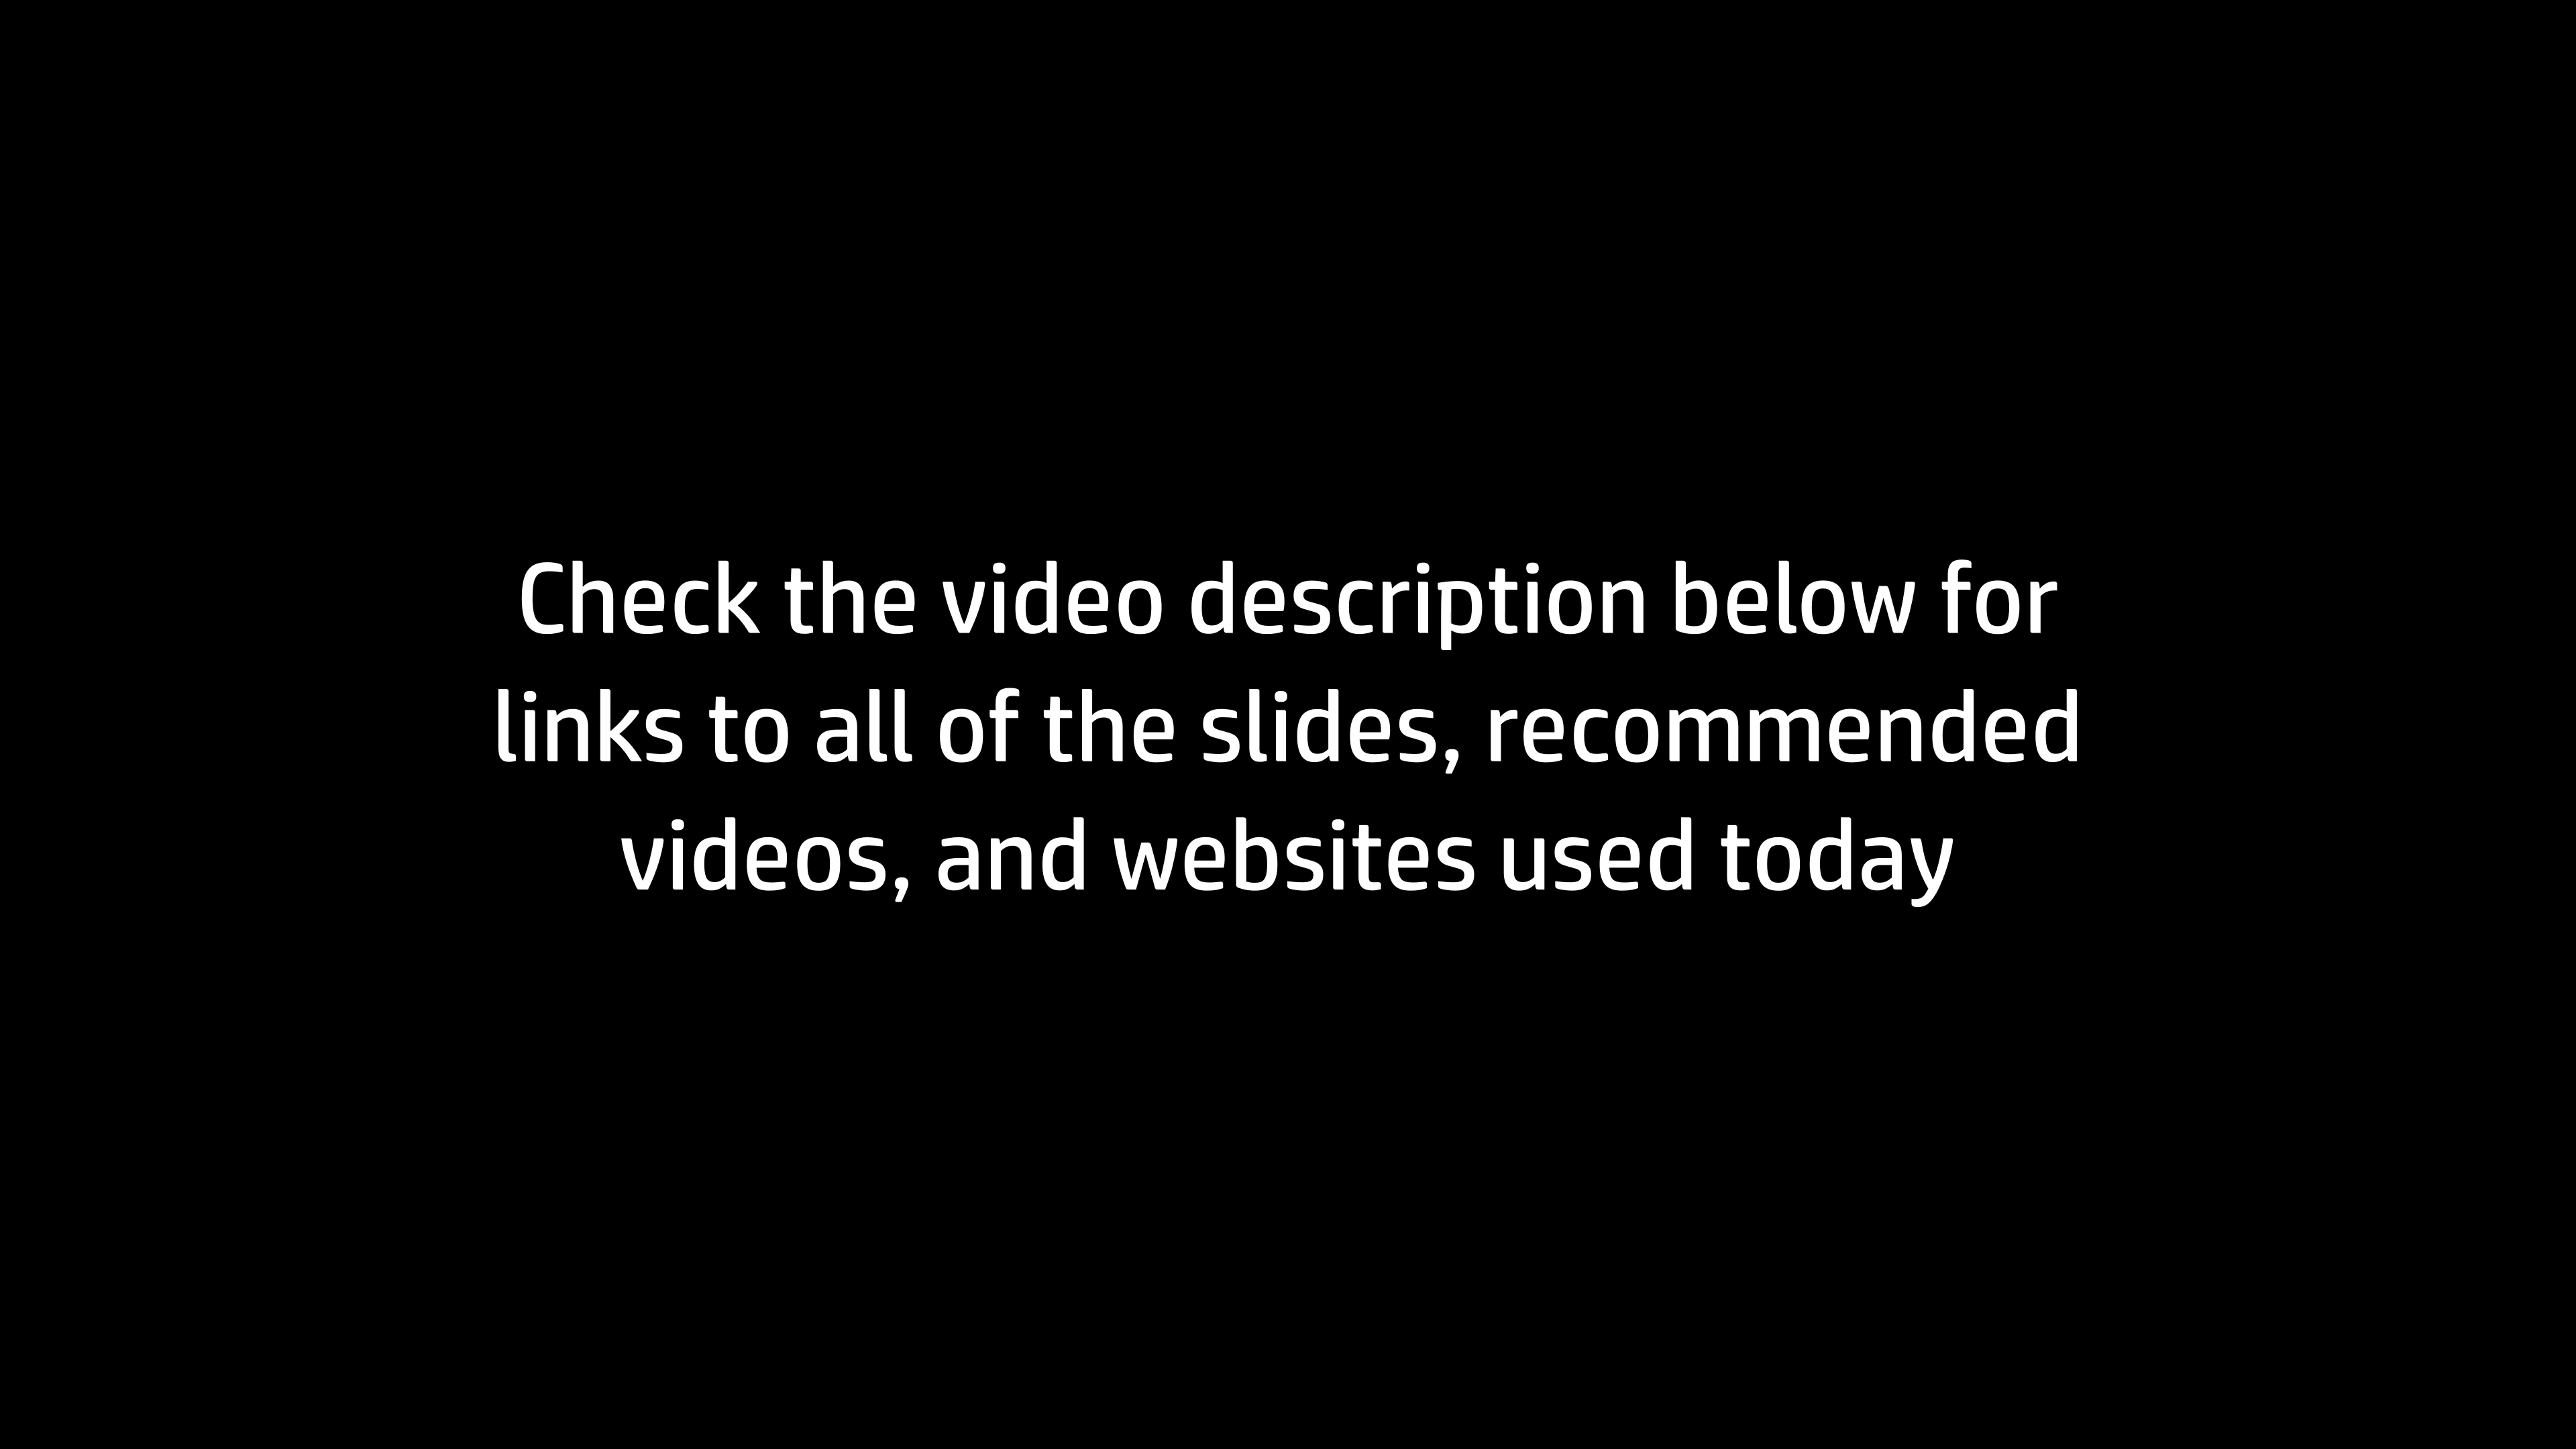 Check the video description below for
links to all of the slides, recommended
videos, and websites used today